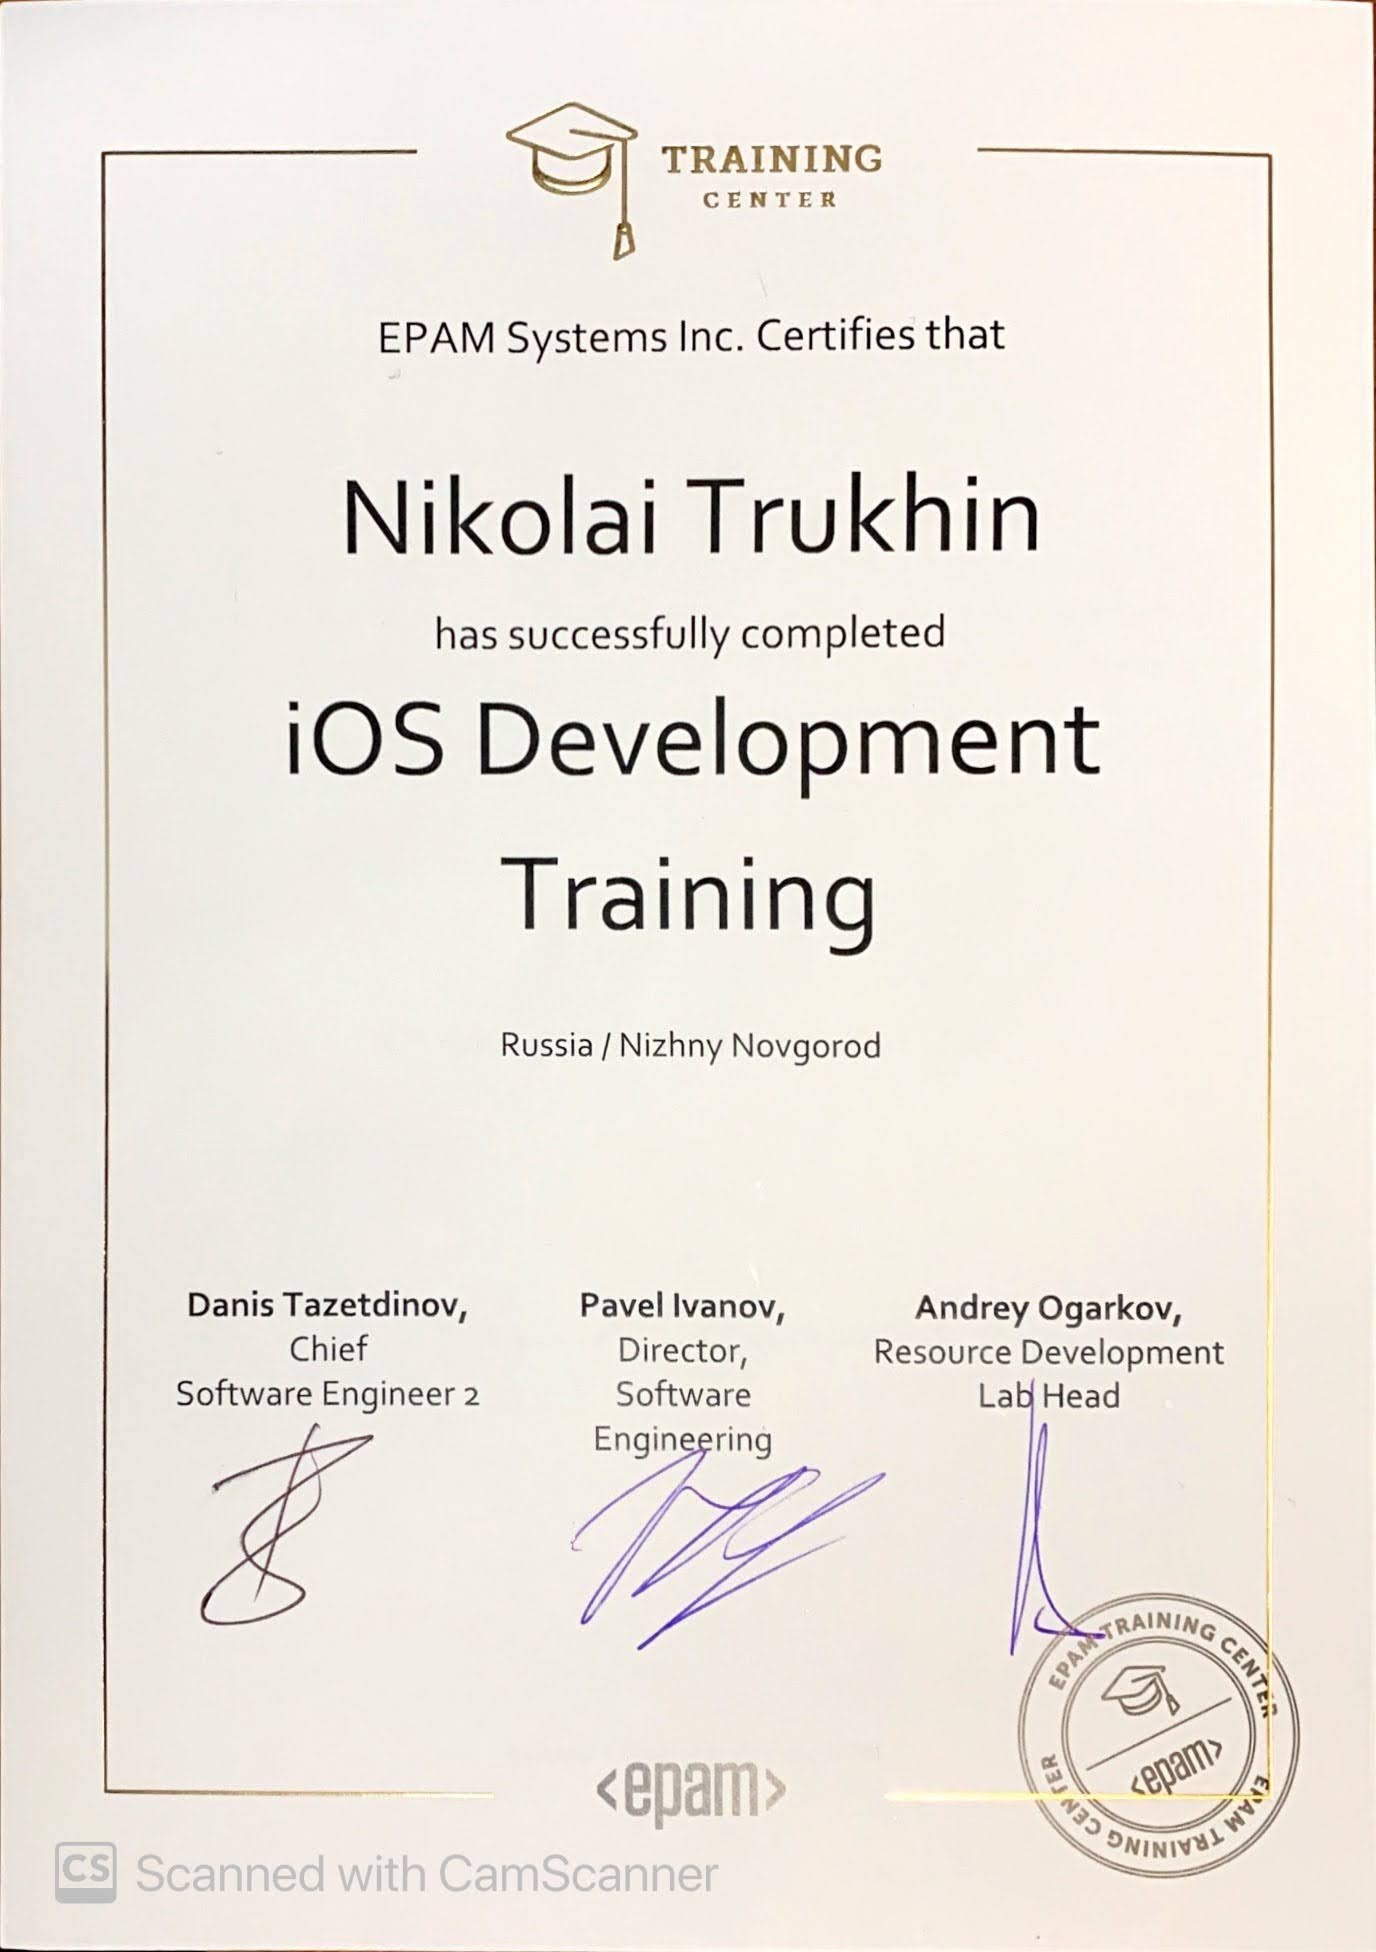 TRAINING
CENTER
EPAM Systems Inc. Certifies that
Nikolai Trukhin
has successfully completed
iOS Development
Training
Russia / Nizhny Novgorod
Danis Tazetdinov,
Chief
Software Engineer 2
Pavel Ivanov,
Director,
Software
Engineering
Andrey Ogarkov,
Resource Development
Lab Head
EPAM TRAINING CENTER
<epam>
EPAM TRAINING CENTER
<epam>
CS Scanned with CamScanner